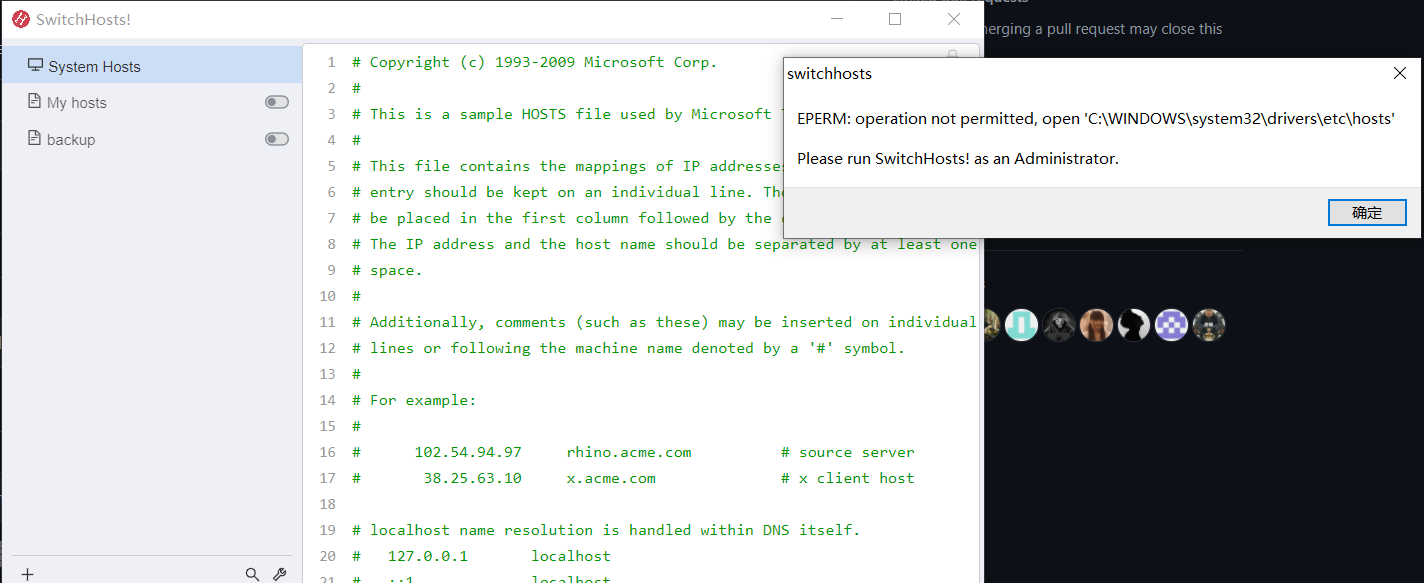 SwitchHosts!
System Hosts
My hosts
backup
1 # Copyright (c) 1993-2009 Microsoft Corp.
2 #
3 # This is a sample HOSTS file used by Microsoft
4 #
5 # This file contains the mappings of IP addresses
6 # entry should be kept on an individual line.
7 # be placed in the first column followed by the
8 # The IP address and the host name should be separated by at least one
9 # space.
10 #
11 # Additionally, comments (such as these) may be inserted on individual
12 # lines or following the machine name denoted by a '#' symbol.
13 #
14 # For example:
15 #
16 # 102.54.94.97 rhino.acme.com # source server
17 # 38.25.63.10 x.acme.com # x client host
18
19 # localhost name resolution is handled within DNS itself.
20 # 127.0.0.1 localhost
21 # ::1 localhost
requests
merging a pull request may close this
switchhosts
EPERM: operation not permitted, open 'C:\WINDOWS\system32\drivers\etc\hosts'
Please run SwitchHosts! as an Administrator.
确定